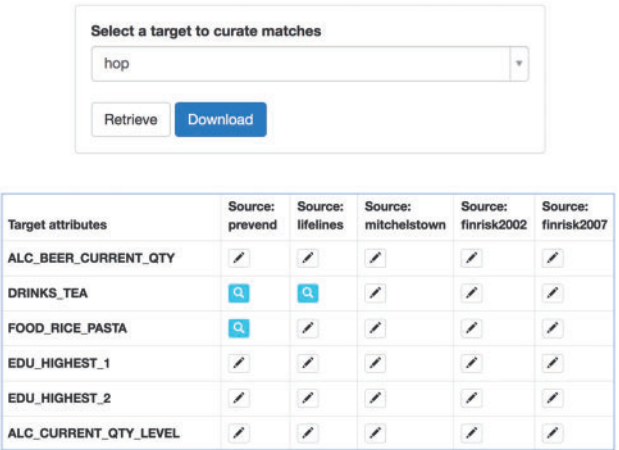 Select a target to curate matches
hop
Retrieve Download
Target attributes Source: prevend Source: lifelines Source: mitchelstown Source: finrisk2002 Source: finrisk2007
ALC_BEER_CURRENT_QTY
DRINKS_TEA
FOOD_RICE_PASTA
EDU_HIGHEST_1
EDU_HIGHEST_2
ALC_CURRENT_QTY_LEVEL